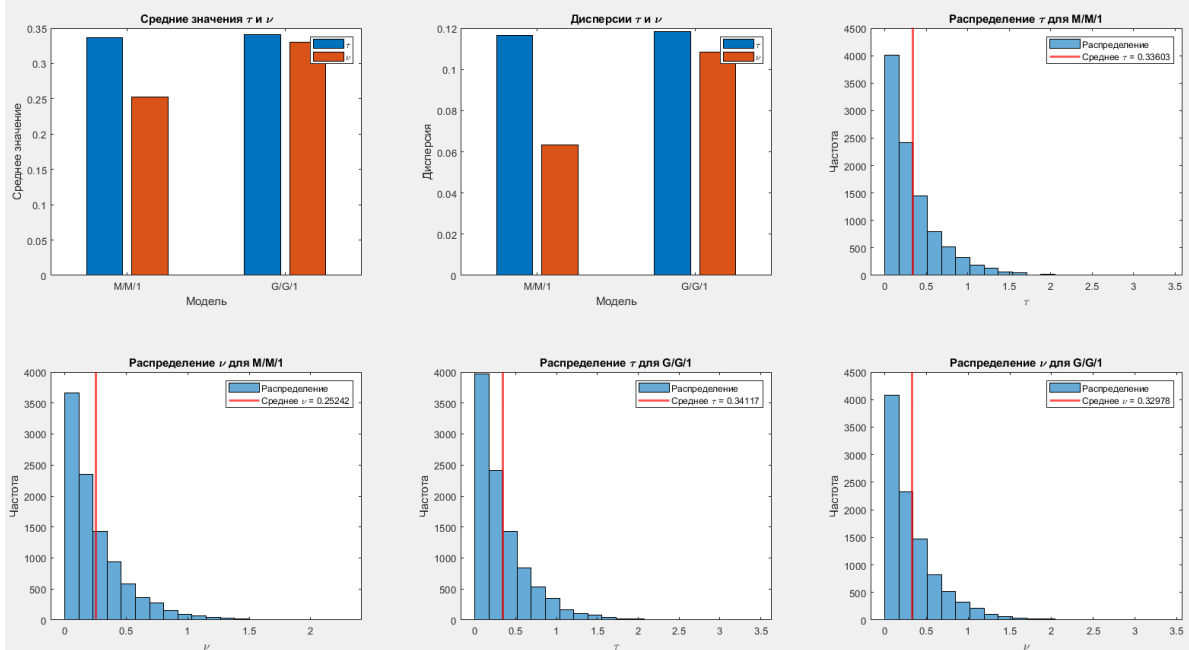 Средние значения τ и ν
Среднее значение
0.35
0.3
0.25
0.2
0.15
0.1
0.05
0
τ
ν
M/M/1
G/G/1
Модель
Дисперсии τ и ν
Дисперсия
0.12
0.1
0.08
0.06
0.04
0.02
0
τ
ν
M/M/1
G/G/1
Модель
Распределение τ для M/M/1
Частота
4500
4000
3500
3000
2500
2000
1500
1000
500
0
Распределение
Среднее τ = 0.33603
0 0.5 1 1.5 2 2.5 3 3.5
τ
Распределение ν для M/M/1
Частота
4000
3500
3000
2500
2000
1500
1000
500
0
Распределение
Среднее ν = 0.25242
0 0.5 1 1.5 2
ν
Распределение τ для G/G/1
Частота
4000
3500
3000
2500
2000
1500
1000
500
0
Распределение
Среднее τ = 0.34117
0 0.5 1 1.5 2 2.5 3 3.5
τ
Распределение ν для G/G/1
Частота
4500
4000
3500
3000
2500
2000
1500
1000
500
0
Распределение
Среднее ν = 0.32978
0 0.5 1 1.5 2 2.5 3 3.5
ν